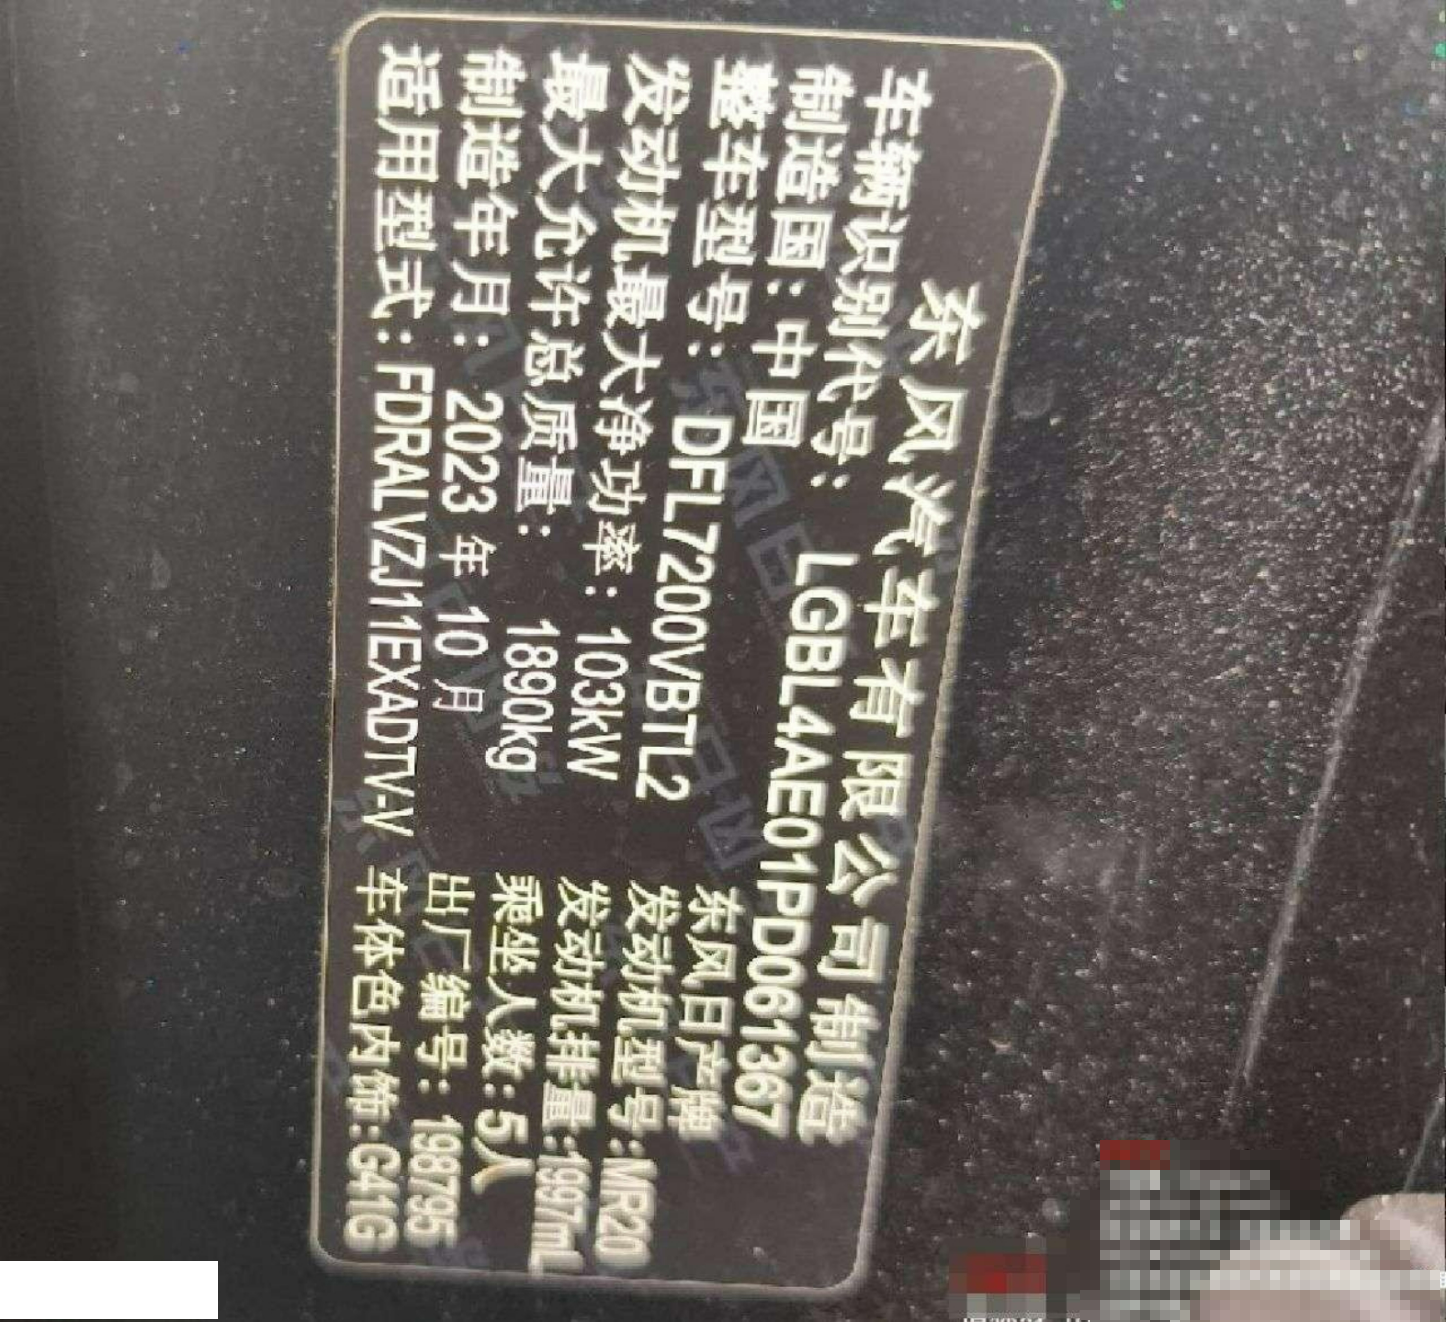 东风汽车有限公司制造
车辆识别代号: LGBL4AE01PD061367
制造国: 中国 东风日产牌
整车型号: DFL7200VBTL2 发动机型号:MR20
发动机最大净功率: 103kW 发动机排量:1997mL
最大允许总质量: 1890kg 乘坐人数:5人
制造年月: 2023年10月 出厂编号:198795
适用型式: FDRALVZJ11EXADTV-V 车体色内饰:G41G